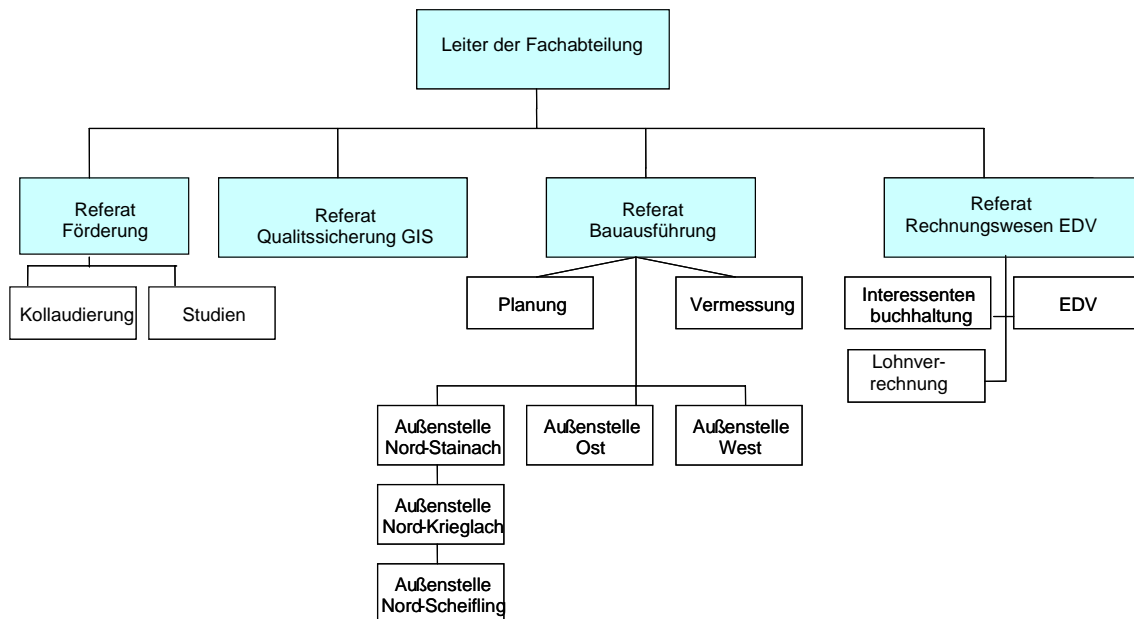 Leiter der Fachabteilung
Referat
Förderung
Referat
Qualitssicherung GIS
Referat
Bauausführung
Referat
Rechnungswesen EDV
Kollaudierung
Studien
Planung
Vermessung
Interessenten-
buchhaltung
EDV
Lohnver-
rechnung
Außenstelle
Nord-Stainach
Außenstelle
Ost
Außenstelle
West
Außenstelle
Nord-Krieglach
Außenstelle
Nord-Scheifling